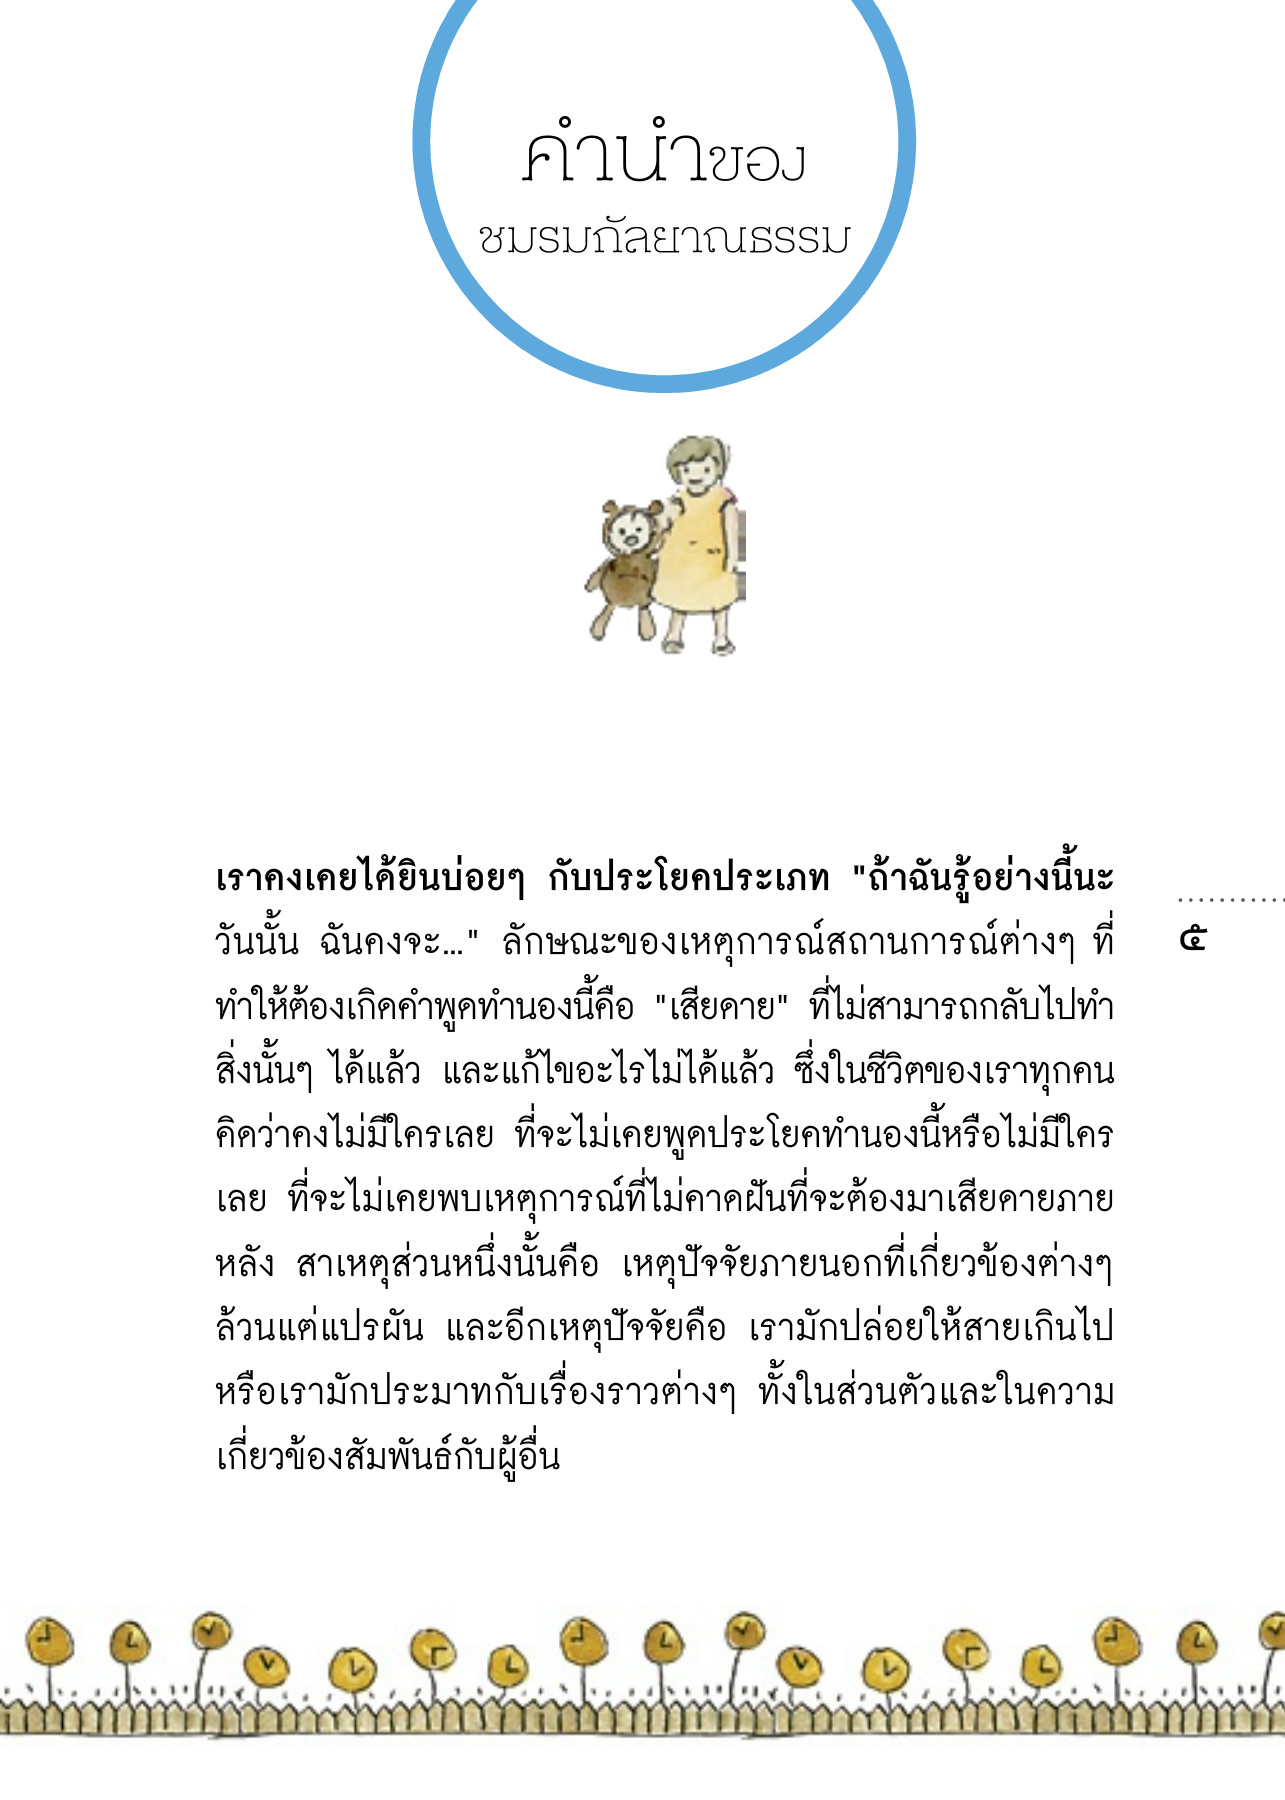 คำนำของ
ชมรมกัลยาณธรรม
เราคงเคยได้ยินบ่อยๆ กับประโยคประเภท "ถ้าฉันรู้อย่างนี้นะ
วันนั้น ฉันคงจะ..." ลักษณะของเหตุการณ์สถานการณ์ต่างๆ ที่
ทำให้ต้องเกิดคำพูดทำนองนี้คือ "เสียดาย" ที่ไม่สามารถกลับไปทำ
สิ่งนั้นๆ ได้แล้ว และแก้ไขอะไรไม่ได้แล้ว ซึ่งในชีวิตของเราทุกคน
คิดว่าคงไม่มีใครเลย ที่จะไม่เคยพูดประโยคทำนองนี้หรือไม่มีใคร
เลย ที่จะไม่เคยพบเหตุการณ์ที่ไม่คาดฝันที่จะต้องมาเสียดายภาย
หลัง สาเหตุส่วนหนึ่งนั้นคือ เหตุปัจจัยภายนอกที่เกี่ยวข้องต่างๆ
ล้วนแต่แปรผัน และอีกเหตุปัจจัยคือ เรามักปล่อยให้สายเกินไป
หรือเรามักประมาทกับเรื่องราวต่างๆ ทั้งในส่วนตัวและในความ
เกี่ยวข้องสัมพันธ์กับผู้อื่น
๕